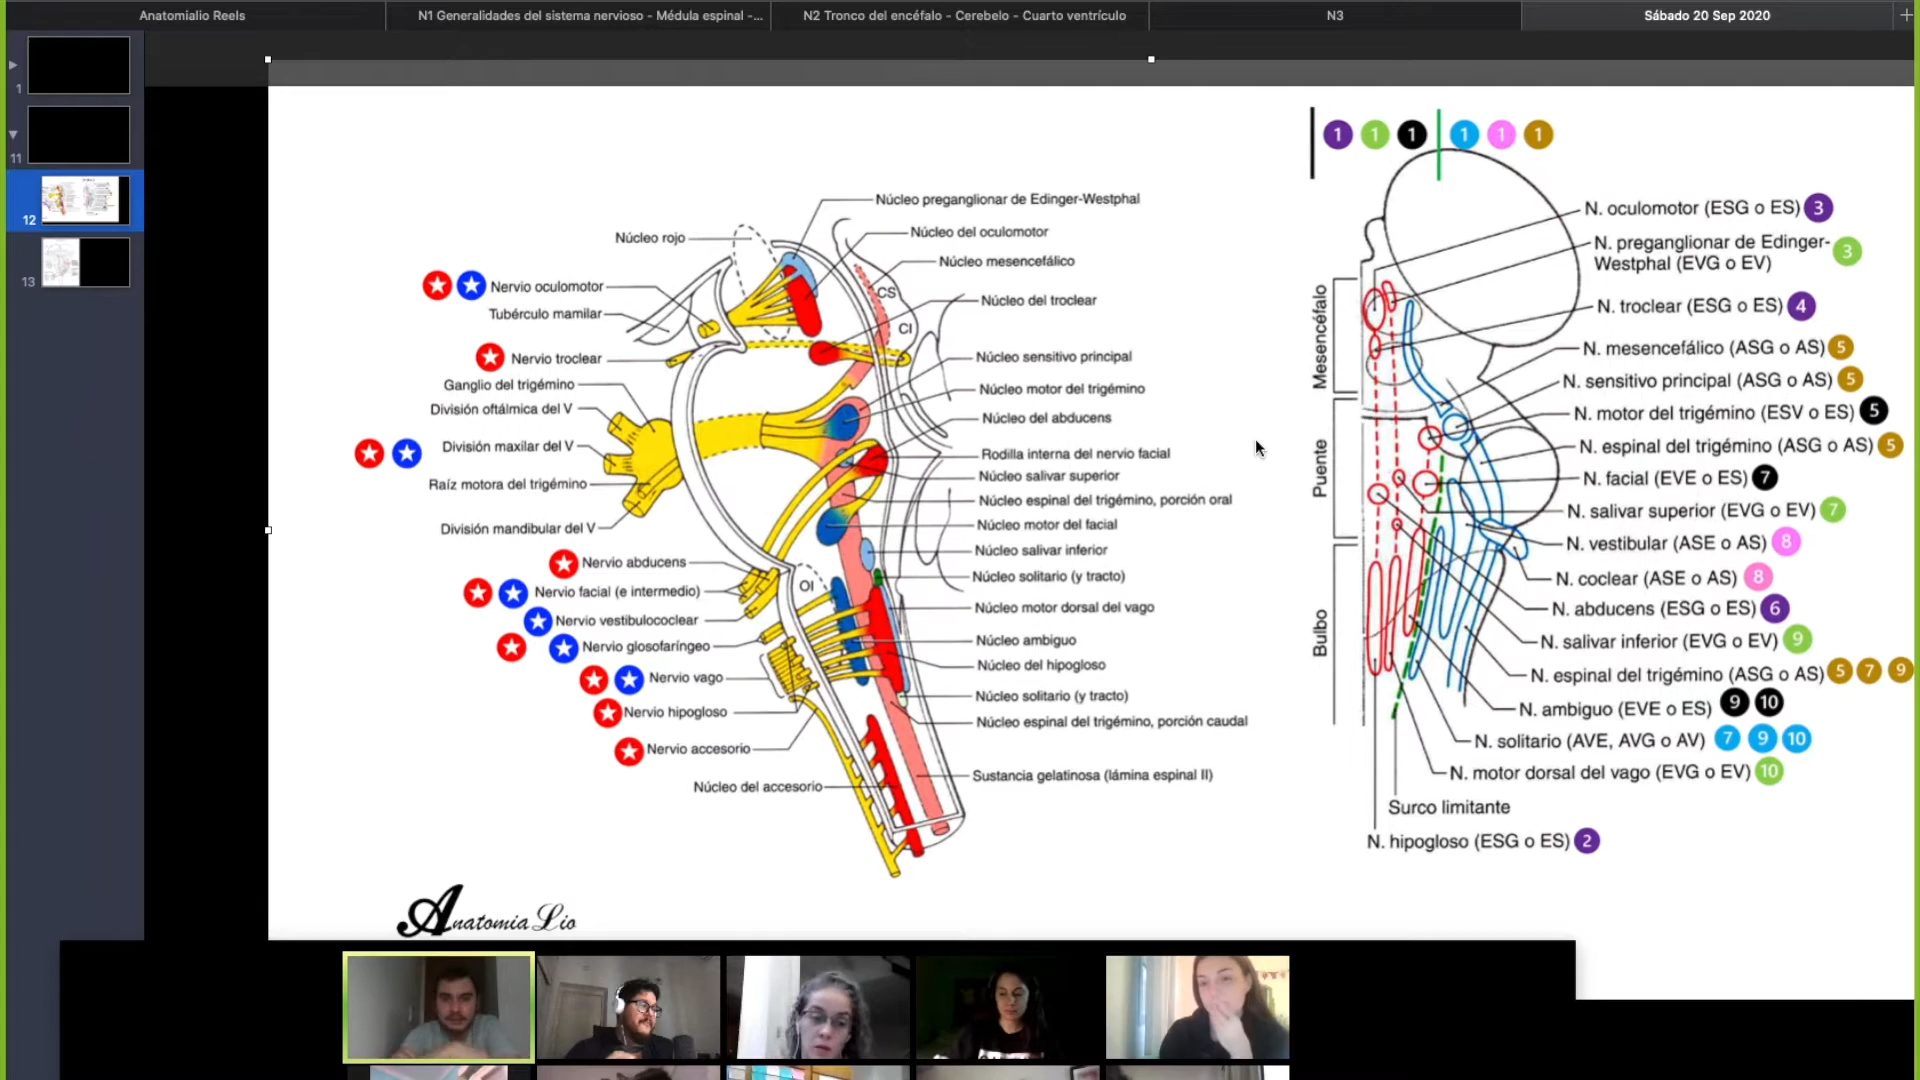 Anatomialio Reels
N1 Generalidades del sistema nervioso - Médula espinal -...
N2 Tronco del encéfalo - Cerebelo - Cuarto ventrículo
N3
Sábado 20 Sep 2020
1
11
12
13
Núcleo preganglionar de Edinger-Westphal
Núcleo rojo
Núcleo del oculomotor
Núcleo mesencefálico
Nervio oculomotor
CS
Núcleo del troclear
Tubérculo mamilar
CI
Nervio troclear
Núcleo sensitivo principal
Ganglio del trigémino
Núcleo motor del trigémino
División oftálmica del V
Núcleo del abducens
División maxilar del V
Rodilla interna del nervio facial
Núcleo salivar superior
Raíz motora del trigémino
Núcleo espinal del trigémino, porción oral
División mandibular del V
Núcleo motor del facial
Núcleo salivar inferior
Nervio abducens
Núcleo solitario (y tracto)
OI
Nervio facial (e intermedio)
Núcleo motor dorsal del vago
Nervio vestibulococlear
Núcleo ambiguo
Nervio glosofaríngeo
Núcleo del hipogloso
Nervio vago
Núcleo solitario (y tracto)
Nervio hipogloso
Núcleo espinal del trigémino, porción caudal
Nervio accesorio
Sustancia gelatinosa (lámina espinal II)
Núcleo del accesorio
Anatomia Lio
1 1 1 1 1 1
N. oculomotor (ESG o ES) 3
N. preganglionar de Edinger-
Westphal (EVG o EV) 3
N. troclear (ESG o ES) 4
N. mesencefálico (ASG o AS) 5
N. sensitivo principal (ASG o AS) 5
N. motor del trigémino (ESV o ES) 5
N. espinal del trigémino (ASG o AS) 5
N. facial (EVE o ES) 7
N. salivar superior (EVG o EV) 7
N. vestibular (ASE o AS) 8
N. coclear (ASE o AS) 8
N. abducens (ESG o ES) 6
N. salivar inferior (EVG o EV) 9
N. espinal del trigémino (ASG o AS) 5 7 9
N. ambiguo (EVE o ES) 9 10
N. solitario (AVE, AVG o AV) 7 9 10
N. motor dorsal del vago (EVG o EV) 10
Surco limitante
N. hipogloso (ESG o ES) 2
Mesencéfalo
Puente
Bulbo